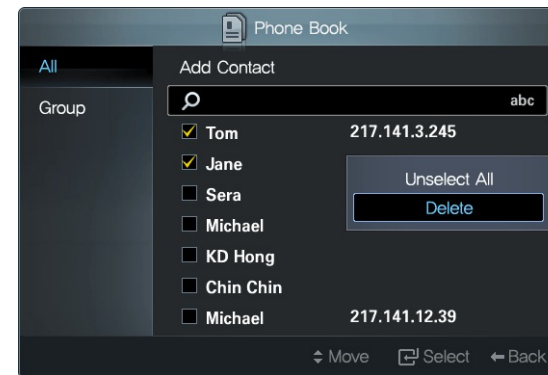 Phone Book
All
Group
Add Contact
abc
Tom 217.141.3.245
Jane
Sera
Michael
KD Hong
Chin Chin
Michael 217.141.12.39
Unselect All
Delete
Move Select Back